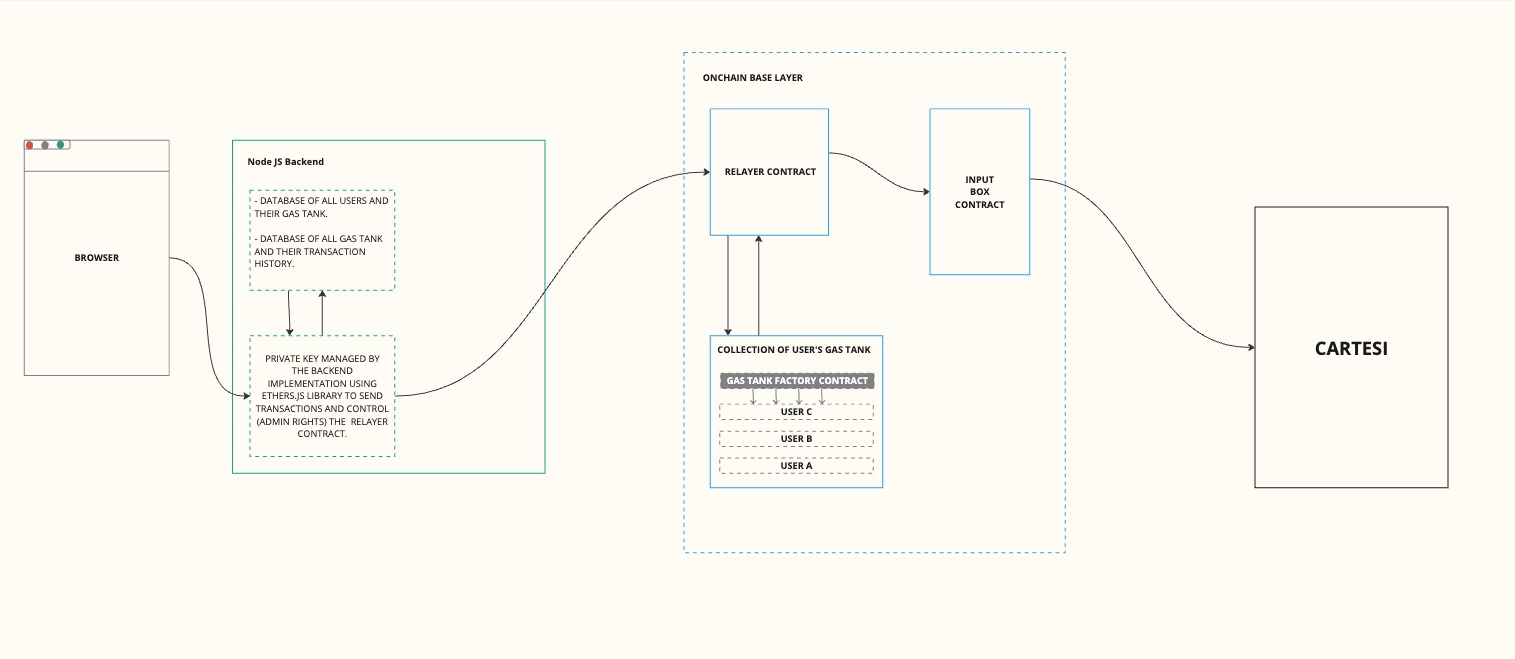 BROWSER
Node JS Backend
- DATABASE OF ALL USERS AND
THEIR GAS TANK.
- DATABASE OF ALL GAS TANK
AND THEIR TRANSACTION
HISTORY.
PRIVATE KEY MANAGED BY
THE BACKEND
IMPLEMENTATION USING
ETHERS.JS LIBRARY TO SEND
TRANSACTIONS AND CONTROL
(ADMIN RIGHTS) THE RELAYER
CONTRACT.
ONCHAIN BASE LAYER
RELAYER CONTRACT
INPUT
BOX
CONTRACT
COLLECTION OF USER'S GAS TANK
GAS TANK FACTORY CONTRACT
USER C
USER B
USER A
CARTESI